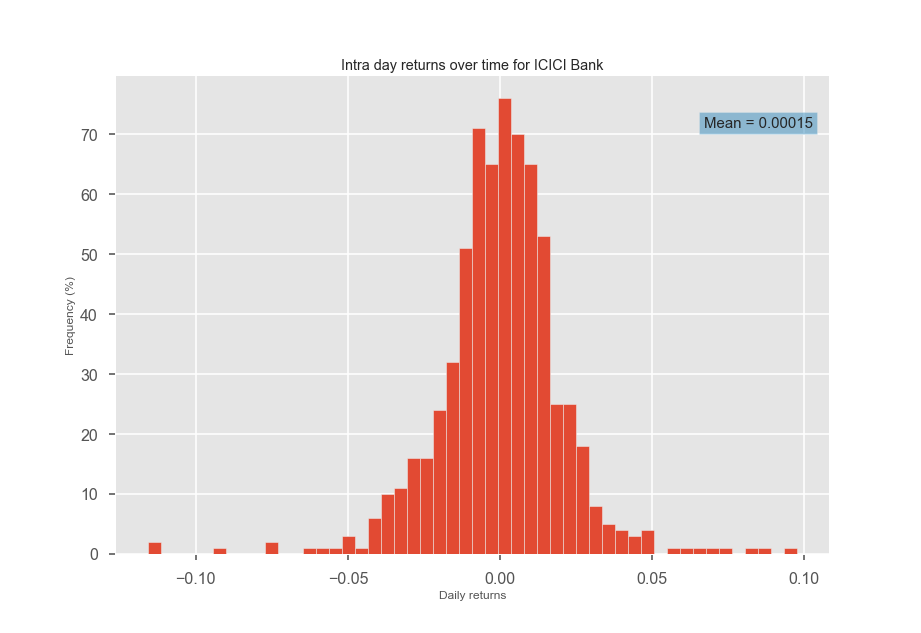 Intra day returns over time for ICICI Bank
Mean = 0.00015
Frequency (%)
70
60
50
40
30
20
10
0
−0.10 −0.05 0.00 0.05 0.10
Daily returns